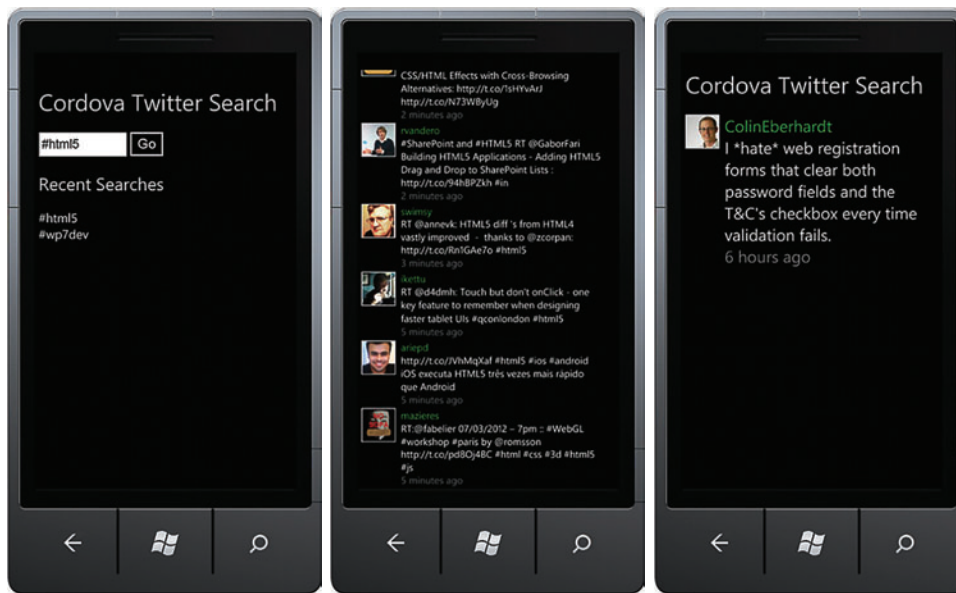 Cordova Twitter Search
#html5
Go
Recent Searches
#html5
#wp7dev
CSS/HTML Effects with Cross-Browsing
Alternatives: http://t.co/1sHYvArJ
http://t.co/N73WByUg
2 minutes ago
rvandero
#SharePoint and #HTML5 RT @GaborFari
Building HTML5 Applications - Adding HTML5
Drag and Drop to SharePoint Lists :
http://t.co/94hBPZkh #in
2 minutes ago
swimsy
RT @annevk: HTML5 diff 's from HTML4
vastly improved - thanks to @zcorpan:
http://t.co/Rn1GAe7o #html5
3 minutes ago
ikettu
RT @d4dmh: Touch but don't onClick - one
key feature to remember when designing
faster tablet UIs #qconlondon #html5
5 minutes ago
ariepd
http://t.co/JVhMqXaf #html5 #ios #android
iOS executa HTML5 três vezes mais rápido
que Android
5 minutes ago
mazieres
RT:@fabelier 07/03/2012 – 7pm :: #WebGL
#workshop #paris by @romsson
http://t.co/pd8Oj4BC #html #css #3d #html5
#js
5 minutes ago
Cordova Twitter Search
ColinEberhardt
I *hate* web registration
forms that clear both
password fields and the
T&C's checkbox every time
validation fails.
6 hours ago